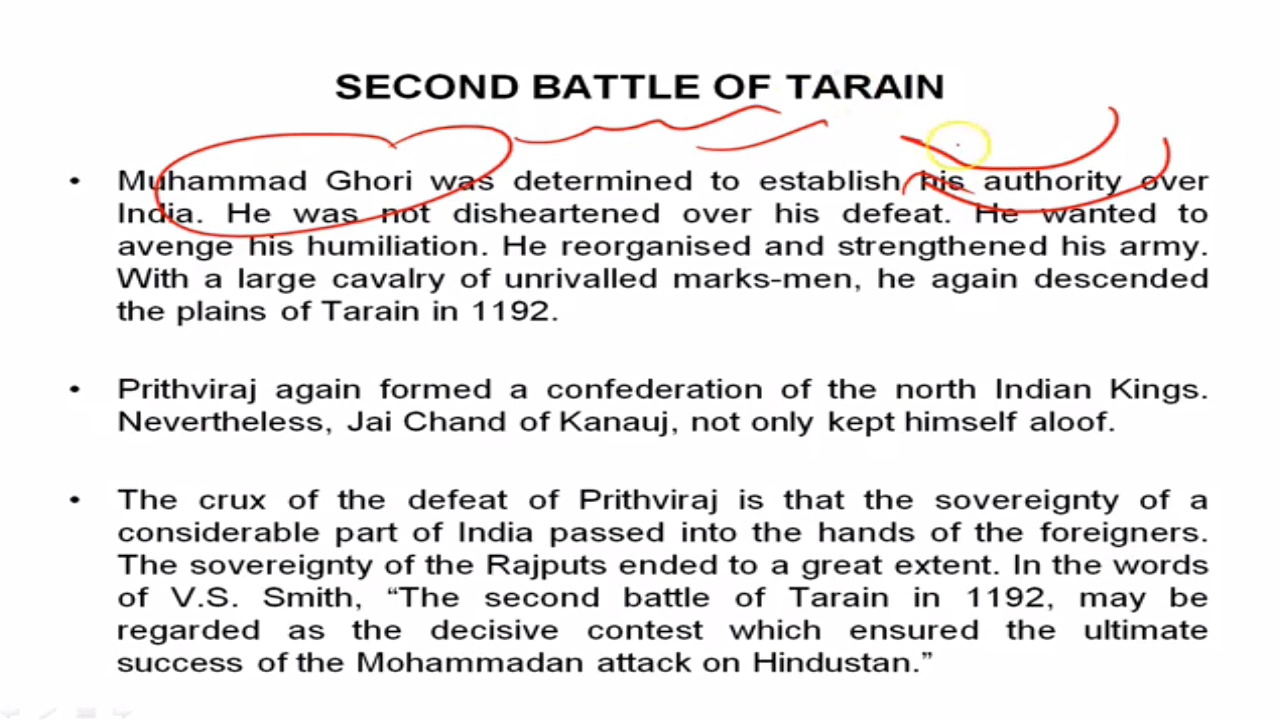 SECOND BATTLE OF TARAIN
• Muhammad Ghori was determined to establish his authority over
India. He was not disheartened over his defeat. He wanted to
avenge his humiliation. He reorganised and strengthened his army.
With a large cavalry of unrivalled marks-men, he again descended
the plains of Tarain in 1192.
• Prithviraj again formed a confederation of the north Indian Kings.
Nevertheless, Jai Chand of Kanauj, not only kept himself aloof.
• The crux of the defeat of Prithviraj is that the sovereignty of a
considerable part of India passed into the hands of the foreigners.
The sovereignty of the Rajputs ended to a great extent. In the words
of V.S. Smith, “The second battle of Tarain in 1192, may be
regarded as the decisive contest which ensured the ultimate
success of the Mohammadan attack on Hindustan.”